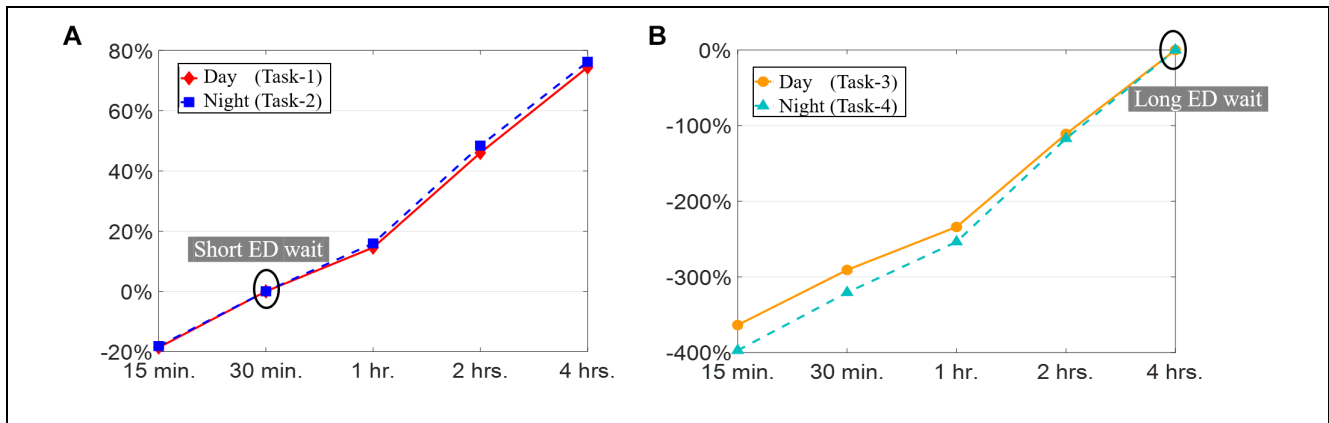 A
80%
60%
40%
20%
0%
-20%
Day (Task-1)
Night (Task-2)
Short ED wait
15 min.
30 min.
1 hr.
2 hrs.
4 hrs.
B
0%
-100%
-200%
-300%
-400%
Day (Task-3)
Night (Task-4)
Long ED wait
15 min.
30 min.
1 hr.
2 hrs.
4 hrs.